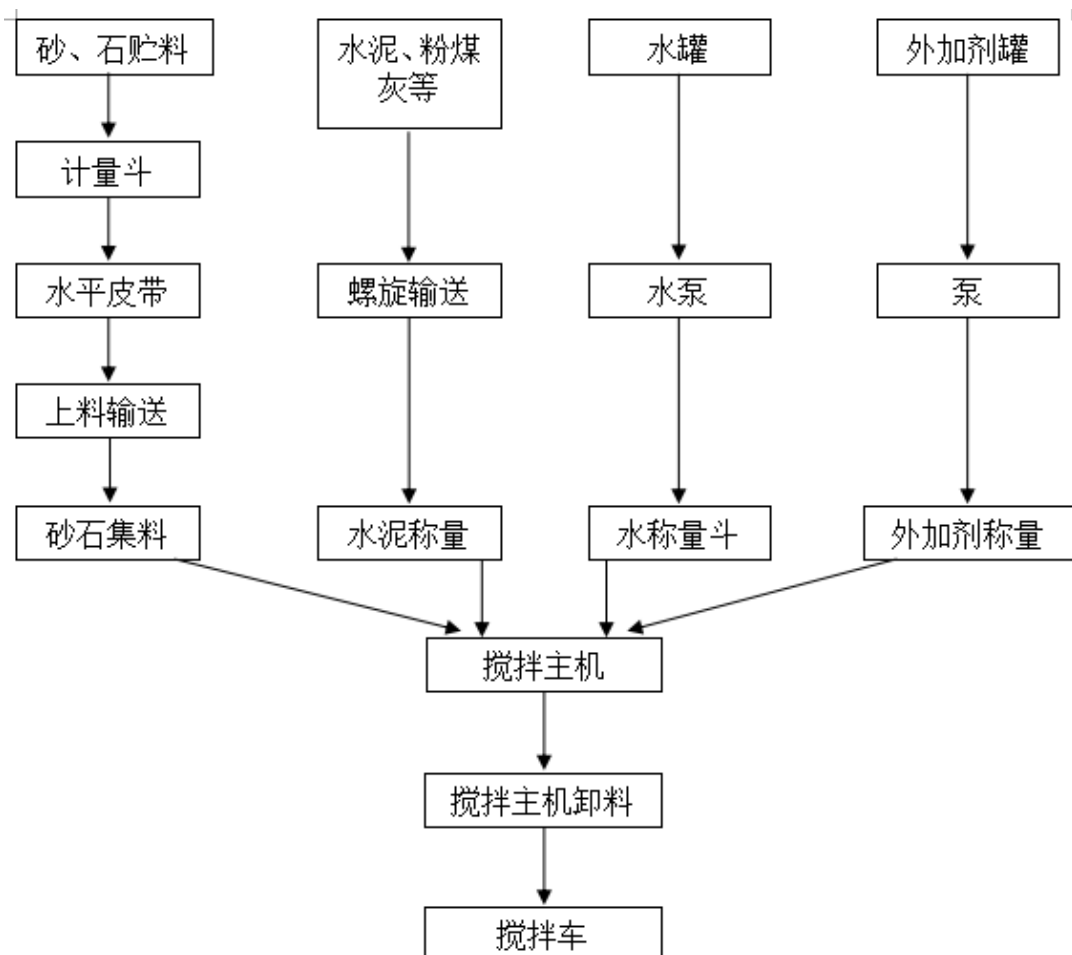 砂、石贮料
水泥、粉煤
灰等
水罐
外加剂罐
计量斗
水平皮带
螺旋输送
水泵
泵
上料输送
砂石集料
水泥称量
水称量斗
外加剂称量
搅拌主机
搅拌主机卸料
搅拌车